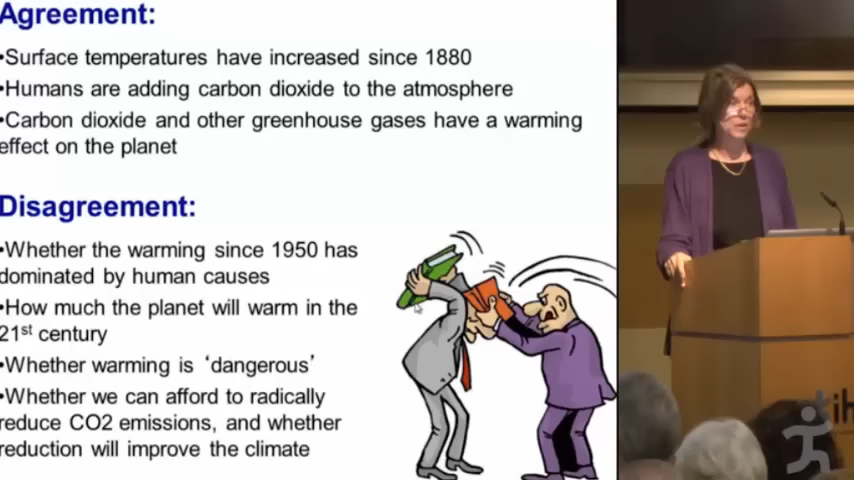 Agreement:
•Surface temperatures have increased since 1880
•Humans are adding carbon dioxide to the atmosphere
•Carbon dioxide and other greenhouse gases have a warming
effect on the planet
Disagreement:
•Whether the warming since 1950 has
dominated by human causes
•How much the planet will warm in the
21st century
•Whether warming is ‘dangerous’
•Whether we can afford to radically
reduce CO2 emissions, and whether
reduction will improve the climate